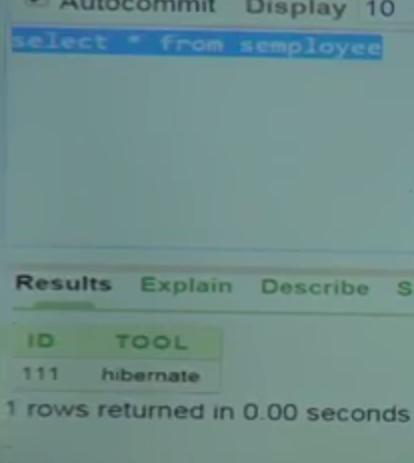 Autocommit Display 10
select * from semployee
Results Explain Describe S
ID TOOL
111 hibernate
1 rows returned in 0.00 seconds